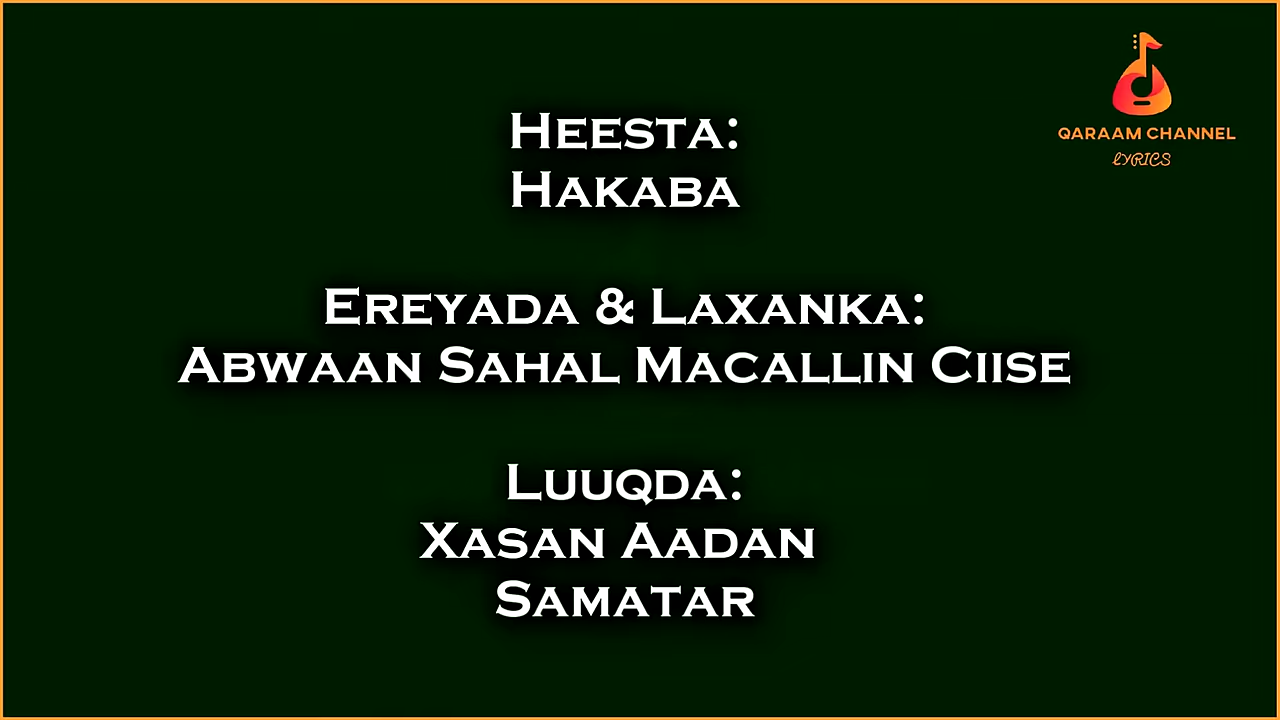 Heesta:
Hakaba
Ereyada & Laxanka:
Abwaan Sahal Macallin Ciise
Luuqda:
Xasan Aadan
Samatar
QARAAM CHANNEL
LYRICS